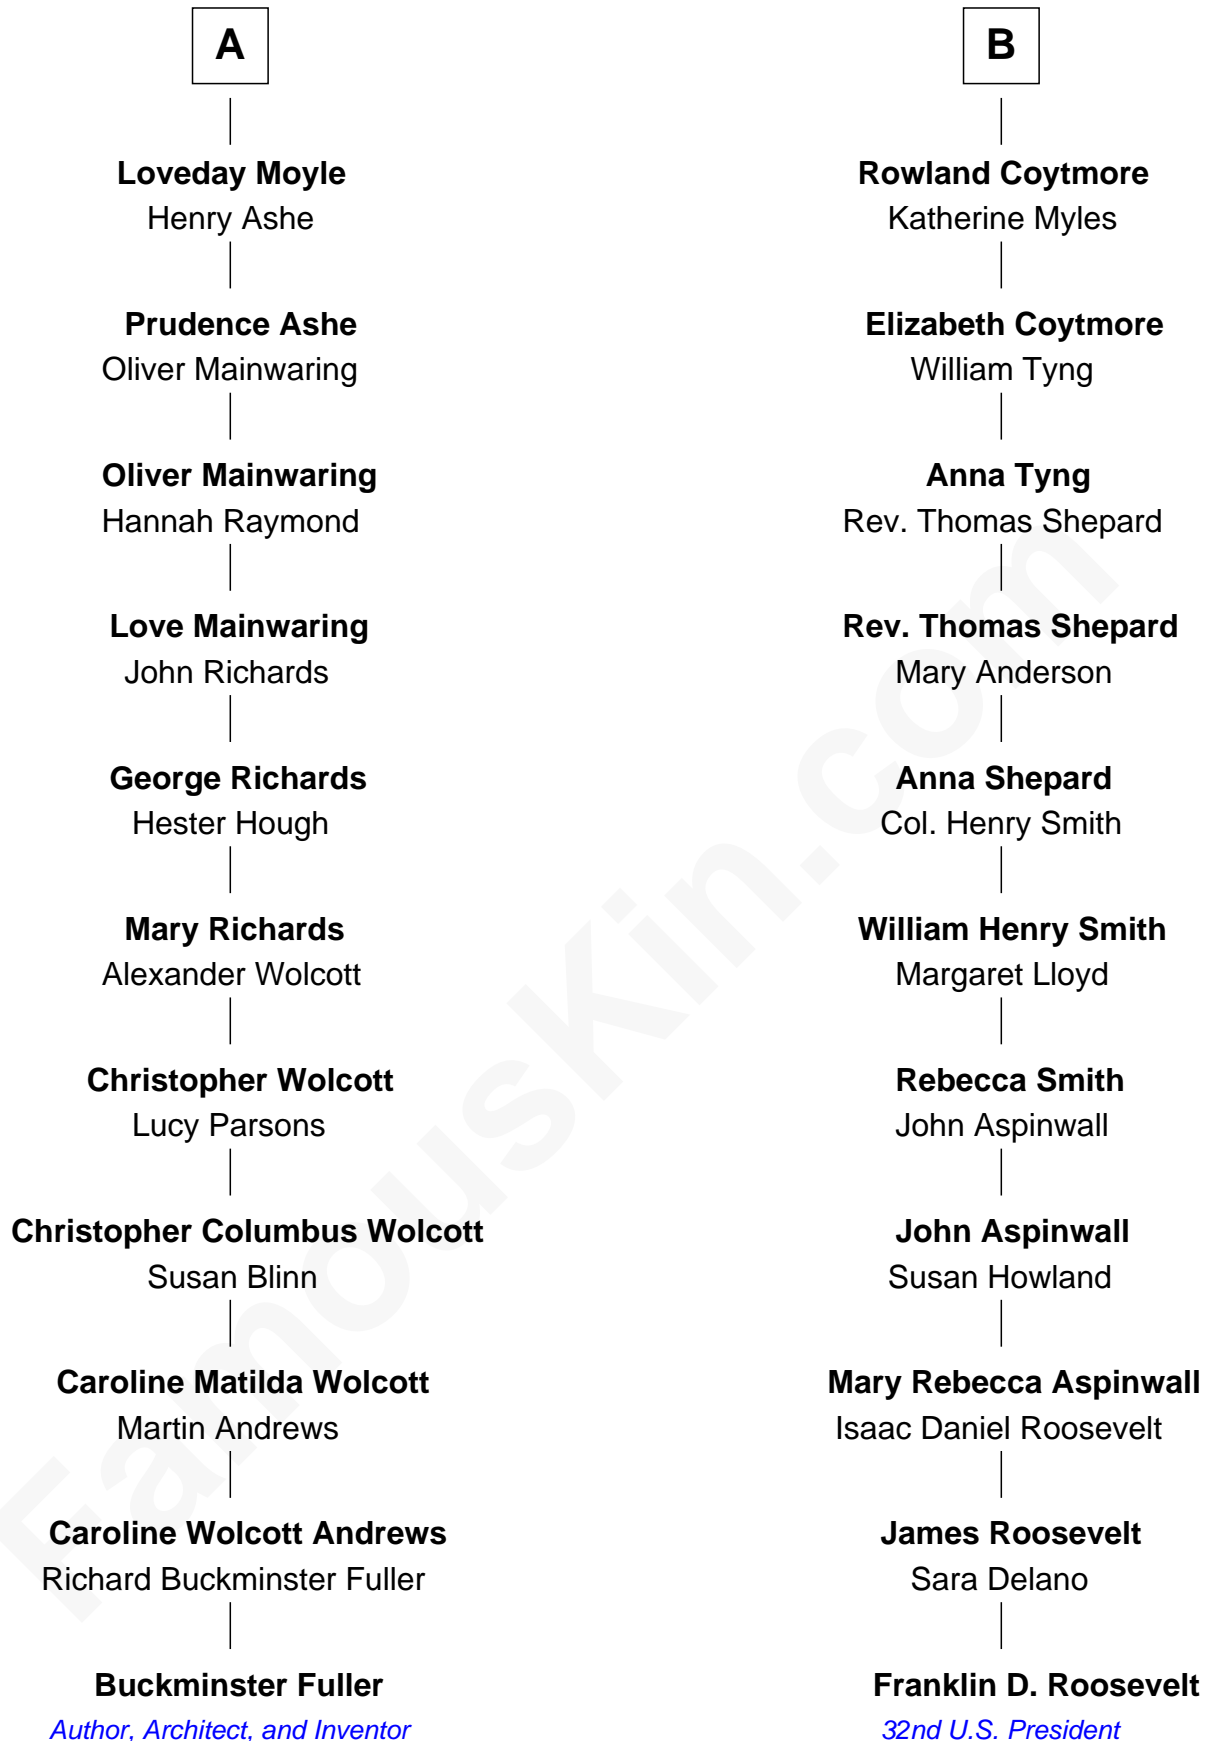 A
Loveday Moyle
Henry Ashe
Prudence Ashe
Oliver Mainwaring
Oliver Mainwaring
Hannah Raymond
Love Mainwaring
John Richards
George Richards
Hester Hough
Mary Richards
Alexander Wolcott
Christopher Wolcott
Lucy Parsons
Christopher Columbus Wolcott
Susan Blinn
Caroline Matilda Wolcott
Martin Andrews
Caroline Wolcott Andrews
Richard Buckminster Fuller
Buckminster Fuller
Author, Architect, and Inventor
B
Rowland Coytmore
Katherine Myles
Elizabeth Coytmore
William Tyng
Anna Tyng
Rev. Thomas Shepard
Rev. Thomas Shepard
Mary Anderson
Anna Shepard
Col. Henry Smith
William Henry Smith
Margaret Lloyd
Rebecca Smith
John Aspinwall
John Aspinwall
Susan Howland
Mary Rebecca Aspinwall
Isaac Daniel Roosevelt
James Roosevelt
Sara Delano
Franklin D. Roosevelt
32nd U.S. President
FamousKin.com